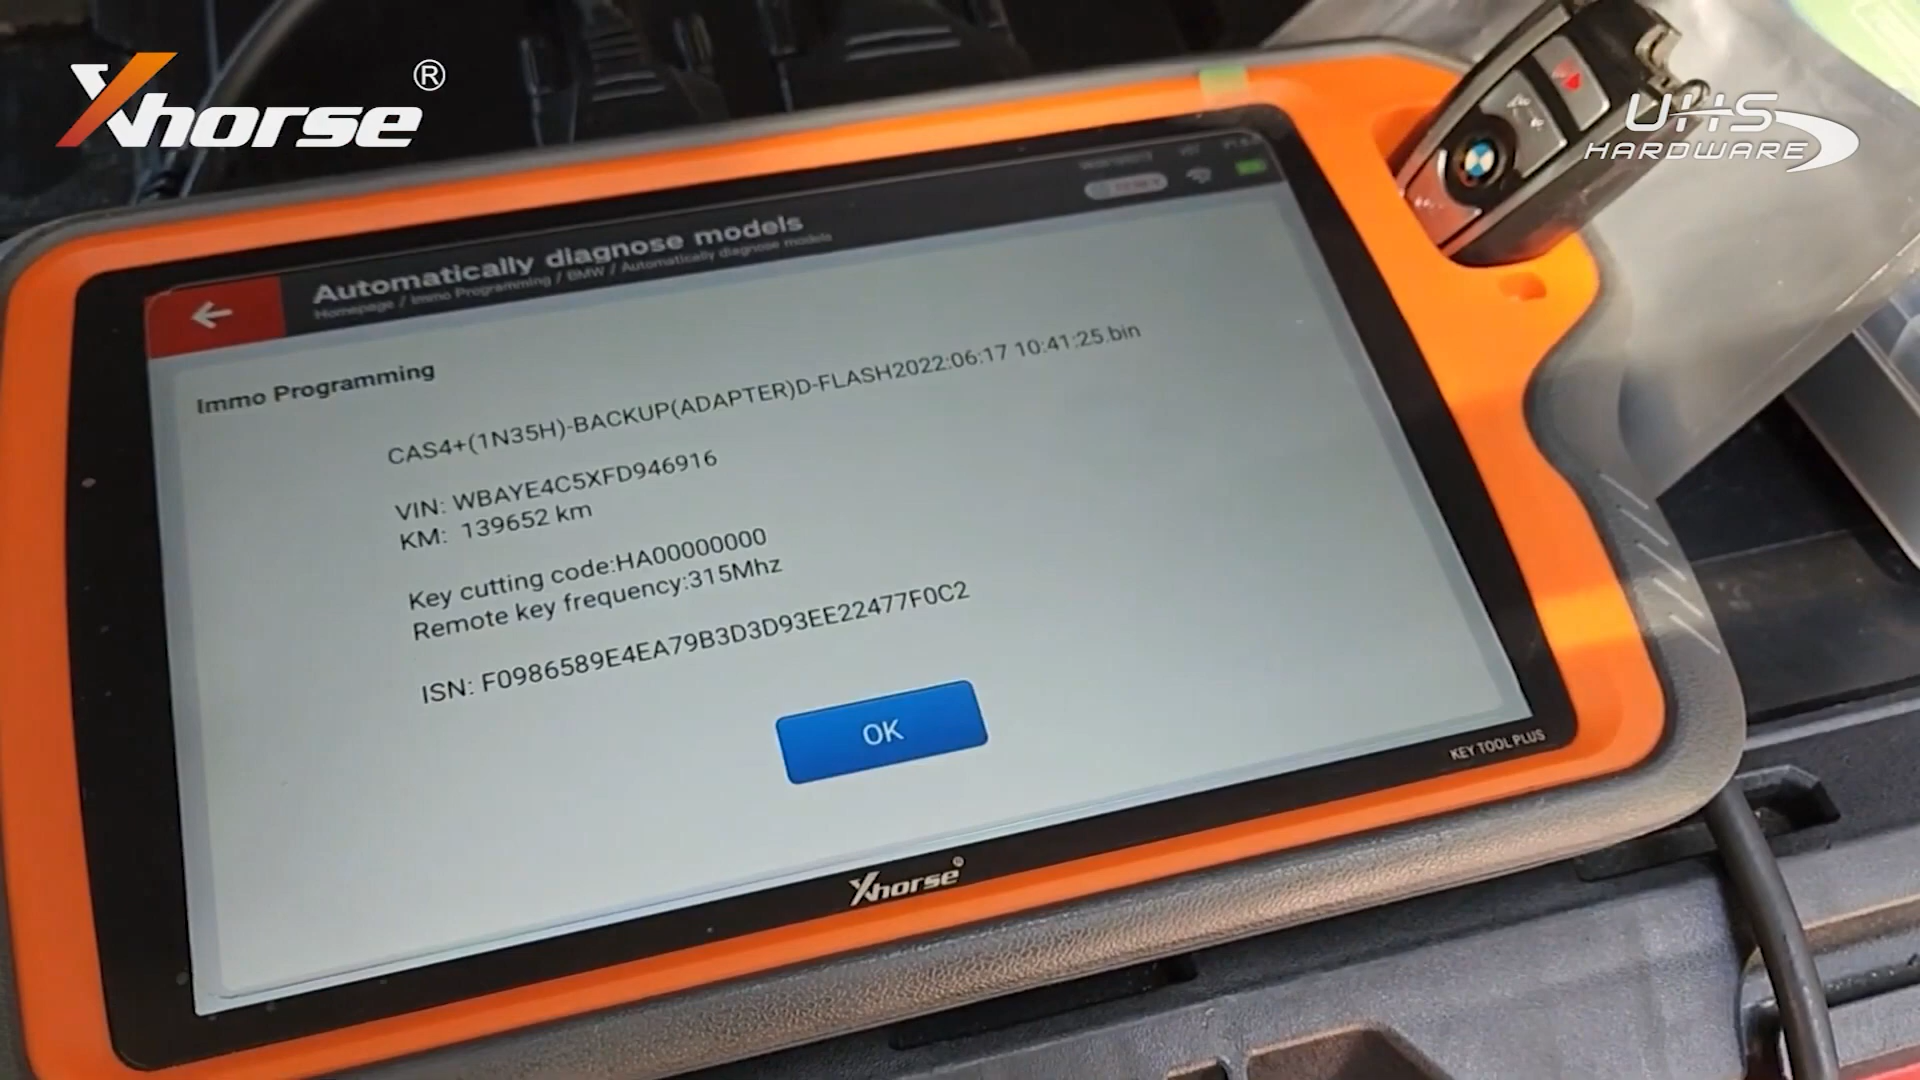 Xhorse®
UHS
HARDWARE
Automatically diagnose models
Homepage / Immo Programming / BMW / Automatically diagnose models
Immo Programming
CAS4+(1N35H)-BACKUP(ADAPTER)D-FLASH2022:06:17 10:41:25.bin
VIN: WBAYE4C5XFD946916
KM: 139652 km
Key cutting code:HA00000000
Remote key frequency:315Mhz
ISN: F0986589E4EA79B3D3D93EE22477F0C2
OK
KEY TOOL PLUS
Xhorse®